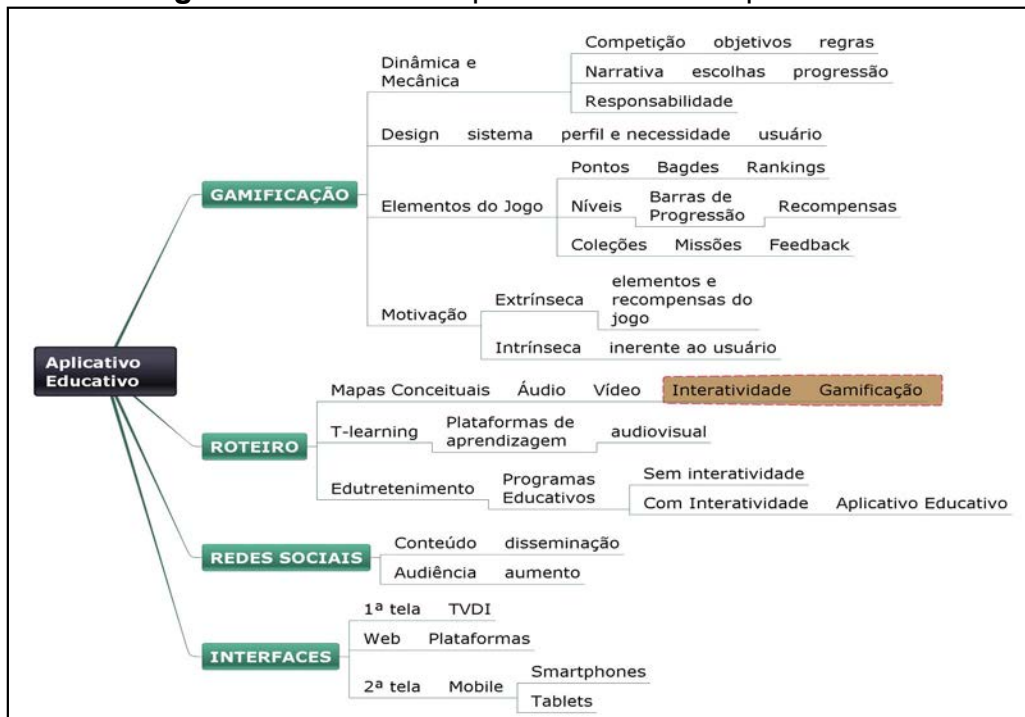 Competição objetivos regras
Dinâmica e
Mecânica
Narrativa escolhas progressão
Responsabilidade
Design sistema perfil e necessidade usuário
GAMIFICAÇÃO
Elementos do Jogo
Pontos Bagdes Rankings
Níveis Barras de
Progressão Recompensas
Coleções Missões Feedback
Motivação
Extrínseca elementos e
recompensas do
jogo
Intrínseca inerente ao usuário
Aplicativo
Educativo
Mapas Conceituais Áudio Vídeo Interatividade Gamificação
ROTEIRO
T-learning Plataformas de
aprendizagem audiovisual
Edutretenimento Programas
Educativos
Sem interatividade
Com Interatividade Aplicativo Educativo
REDES SOCIAIS
Conteúdo disseminação
Audiência aumento
INTERFACES
1ª tela TVDI
Web Plataformas
2ª tela Mobile
Smartphones
Tablets